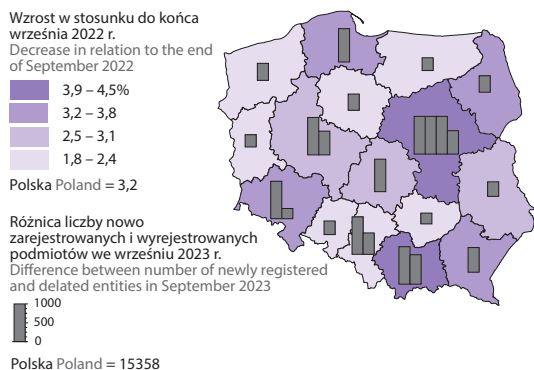 Wzrost w stosunku do końca
września 2022 r.
Decrease in relation to the end
of September 2022
3,9 – 4,5%
3,2 – 3,8
2,5 – 3,1
1,8 – 2,4
Polska Poland = 3,2
Różnica liczby nowo
zarejestrowanych i wyrejestrowanych
podmiotów we wrześniu 2023 r.
Difference between number of newly registered
and delated entities in September 2023
1000
500
0
Polska Poland = 15358